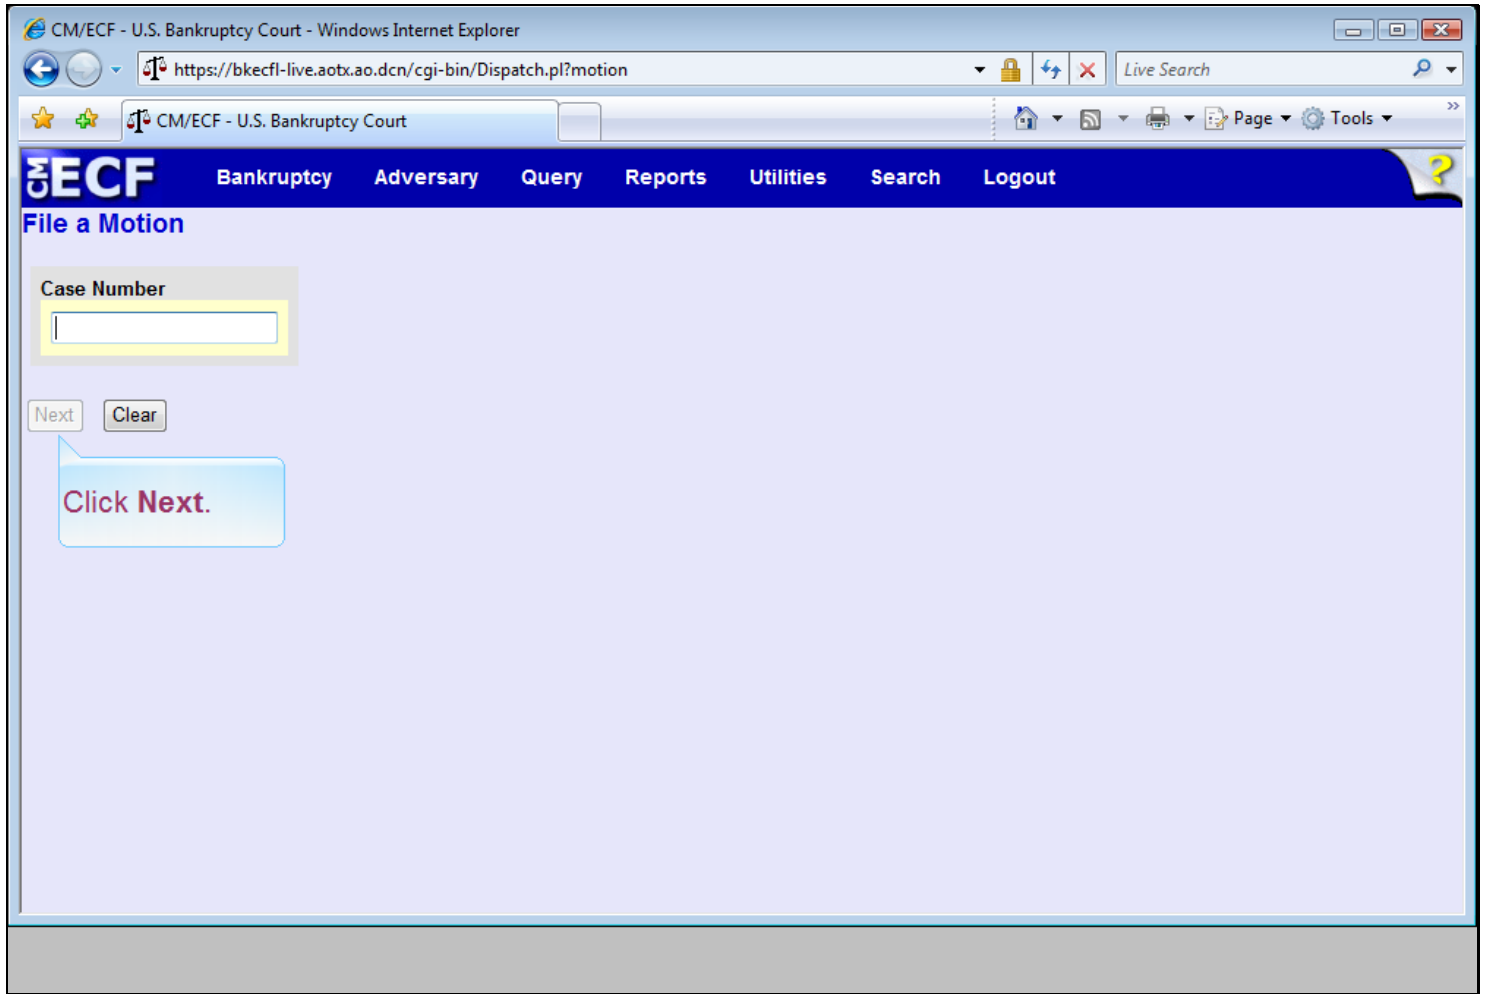 CM/ECF - U.S. Bankruptcy Court - Windows Internet Explorer
https://bkecfl-live.aotx.ao.dcn/cgi-bin/Dispatch.pl?motion
Live Search
CM/ECF - U.S. Bankruptcy Court
Page
Tools
CM ECF Bankruptcy Adversary Query Reports Utilities Search Logout ?
File a Motion
Case Number
Next Clear
Click Next.